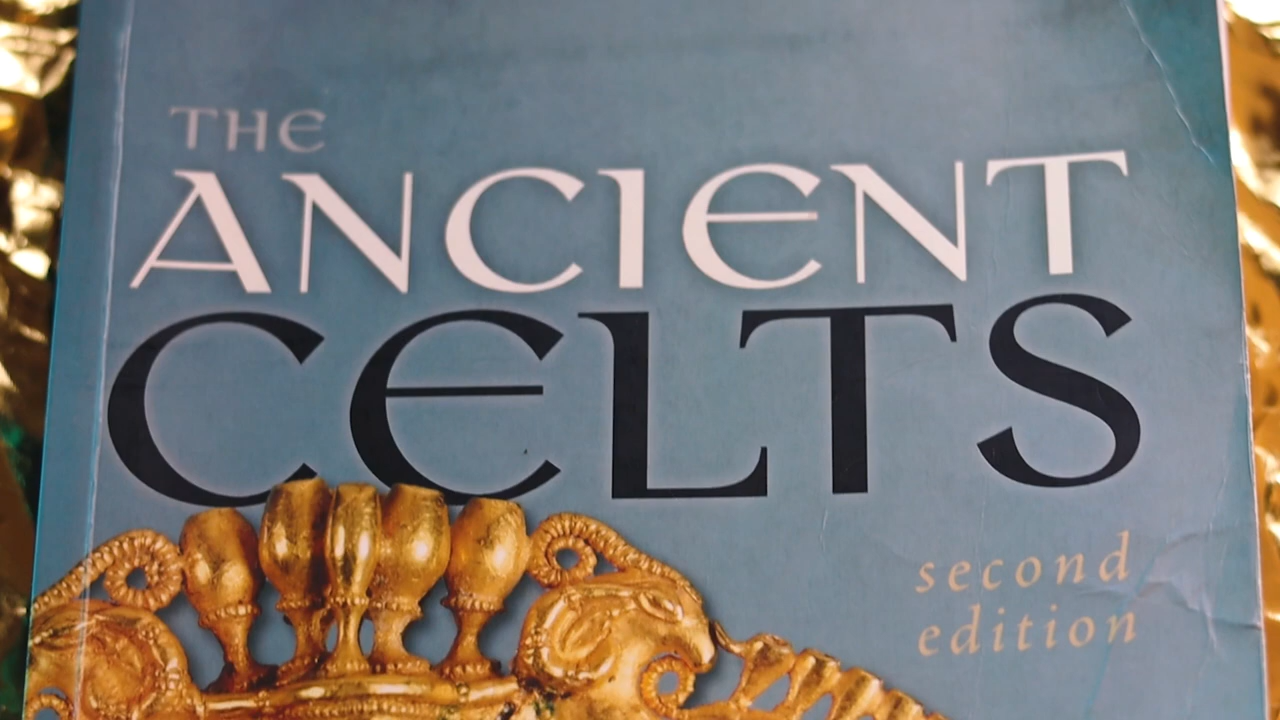 THE
ANCIENT
CELTS
second
edition